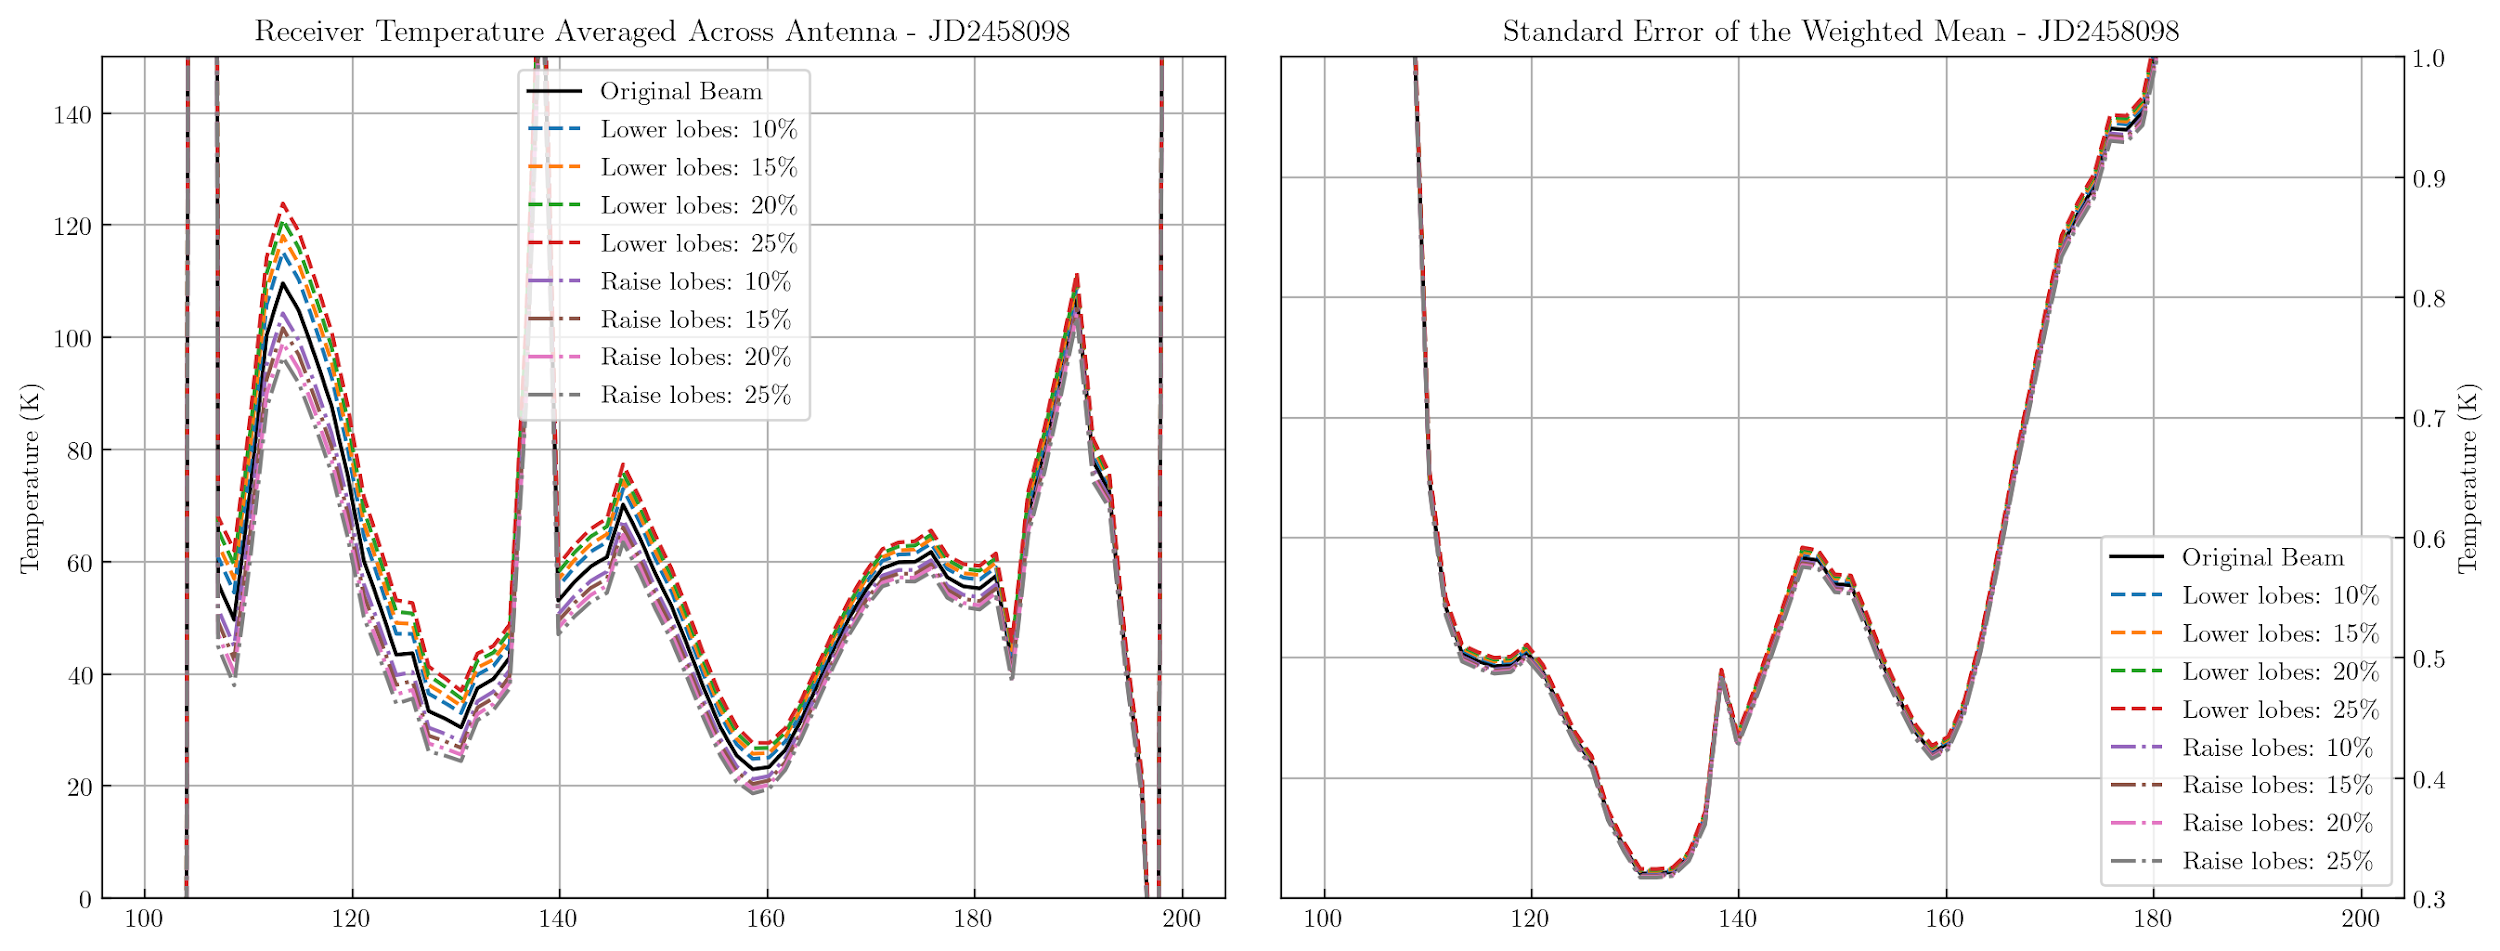 Receiver Temperature Averaged Across Antenna - JD2458098
Temperature (K)
140
120
100
80
60
40
20
0
100
120
140
160
180
200
Original Beam
Lower lobes: 10%
Lower lobes: 15%
Lower lobes: 20%
Lower lobes: 25%
Raise lobes: 10%
Raise lobes: 15%
Raise lobes: 20%
Raise lobes: 25%
Standard Error of the Weighted Mean - JD2458098
1.0
0.9
0.8
0.7
0.6
0.5
0.4
0.3
Temperature (K)
100
120
140
160
180
200
Original Beam
Lower lobes: 10%
Lower lobes: 15%
Lower lobes: 20%
Lower lobes: 25%
Raise lobes: 10%
Raise lobes: 15%
Raise lobes: 20%
Raise lobes: 25%